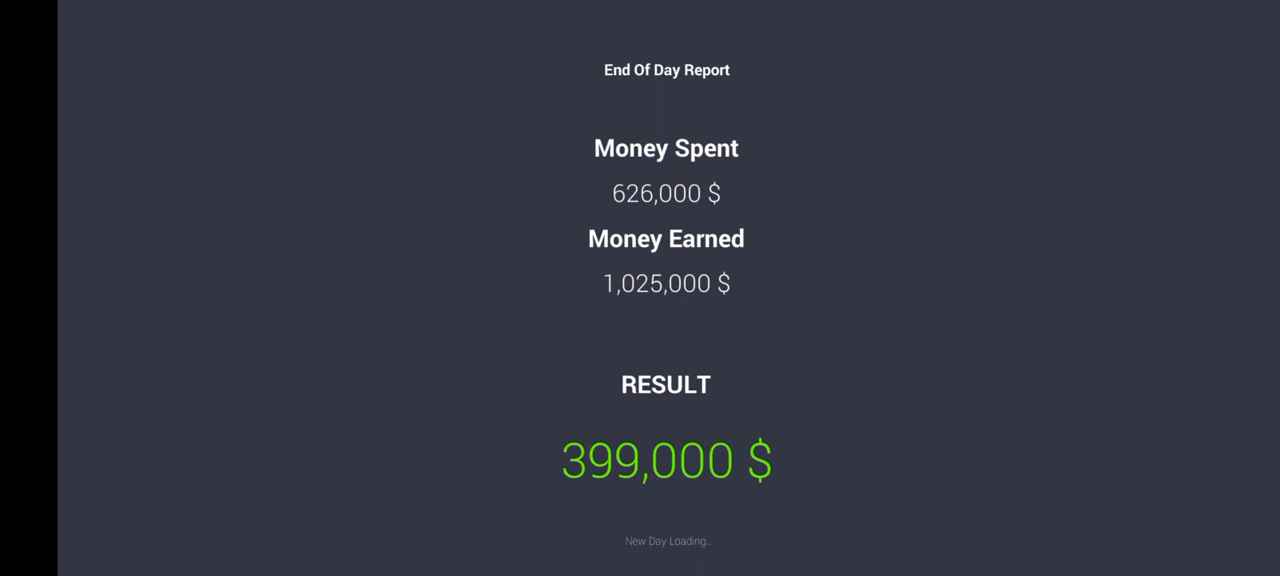 End Of Day Report
Money Spent
626,000 $
Money Earned
1,025,000 $
RESULT
399,000 $
New Day Loading...